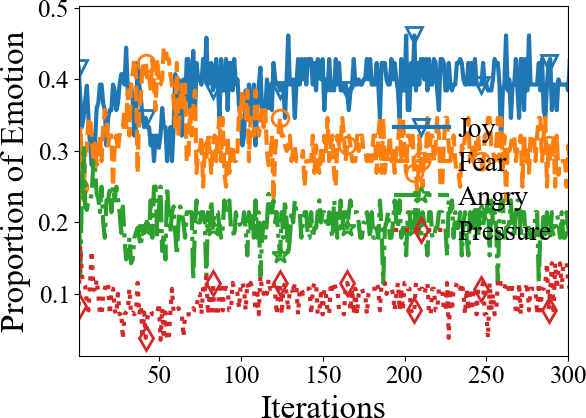 Proportion of Emotion
0.5
0.4
0.3
0.2
0.1
Joy
Fear
Angry
Pressure
50 100 150 200 250 300
Iterations